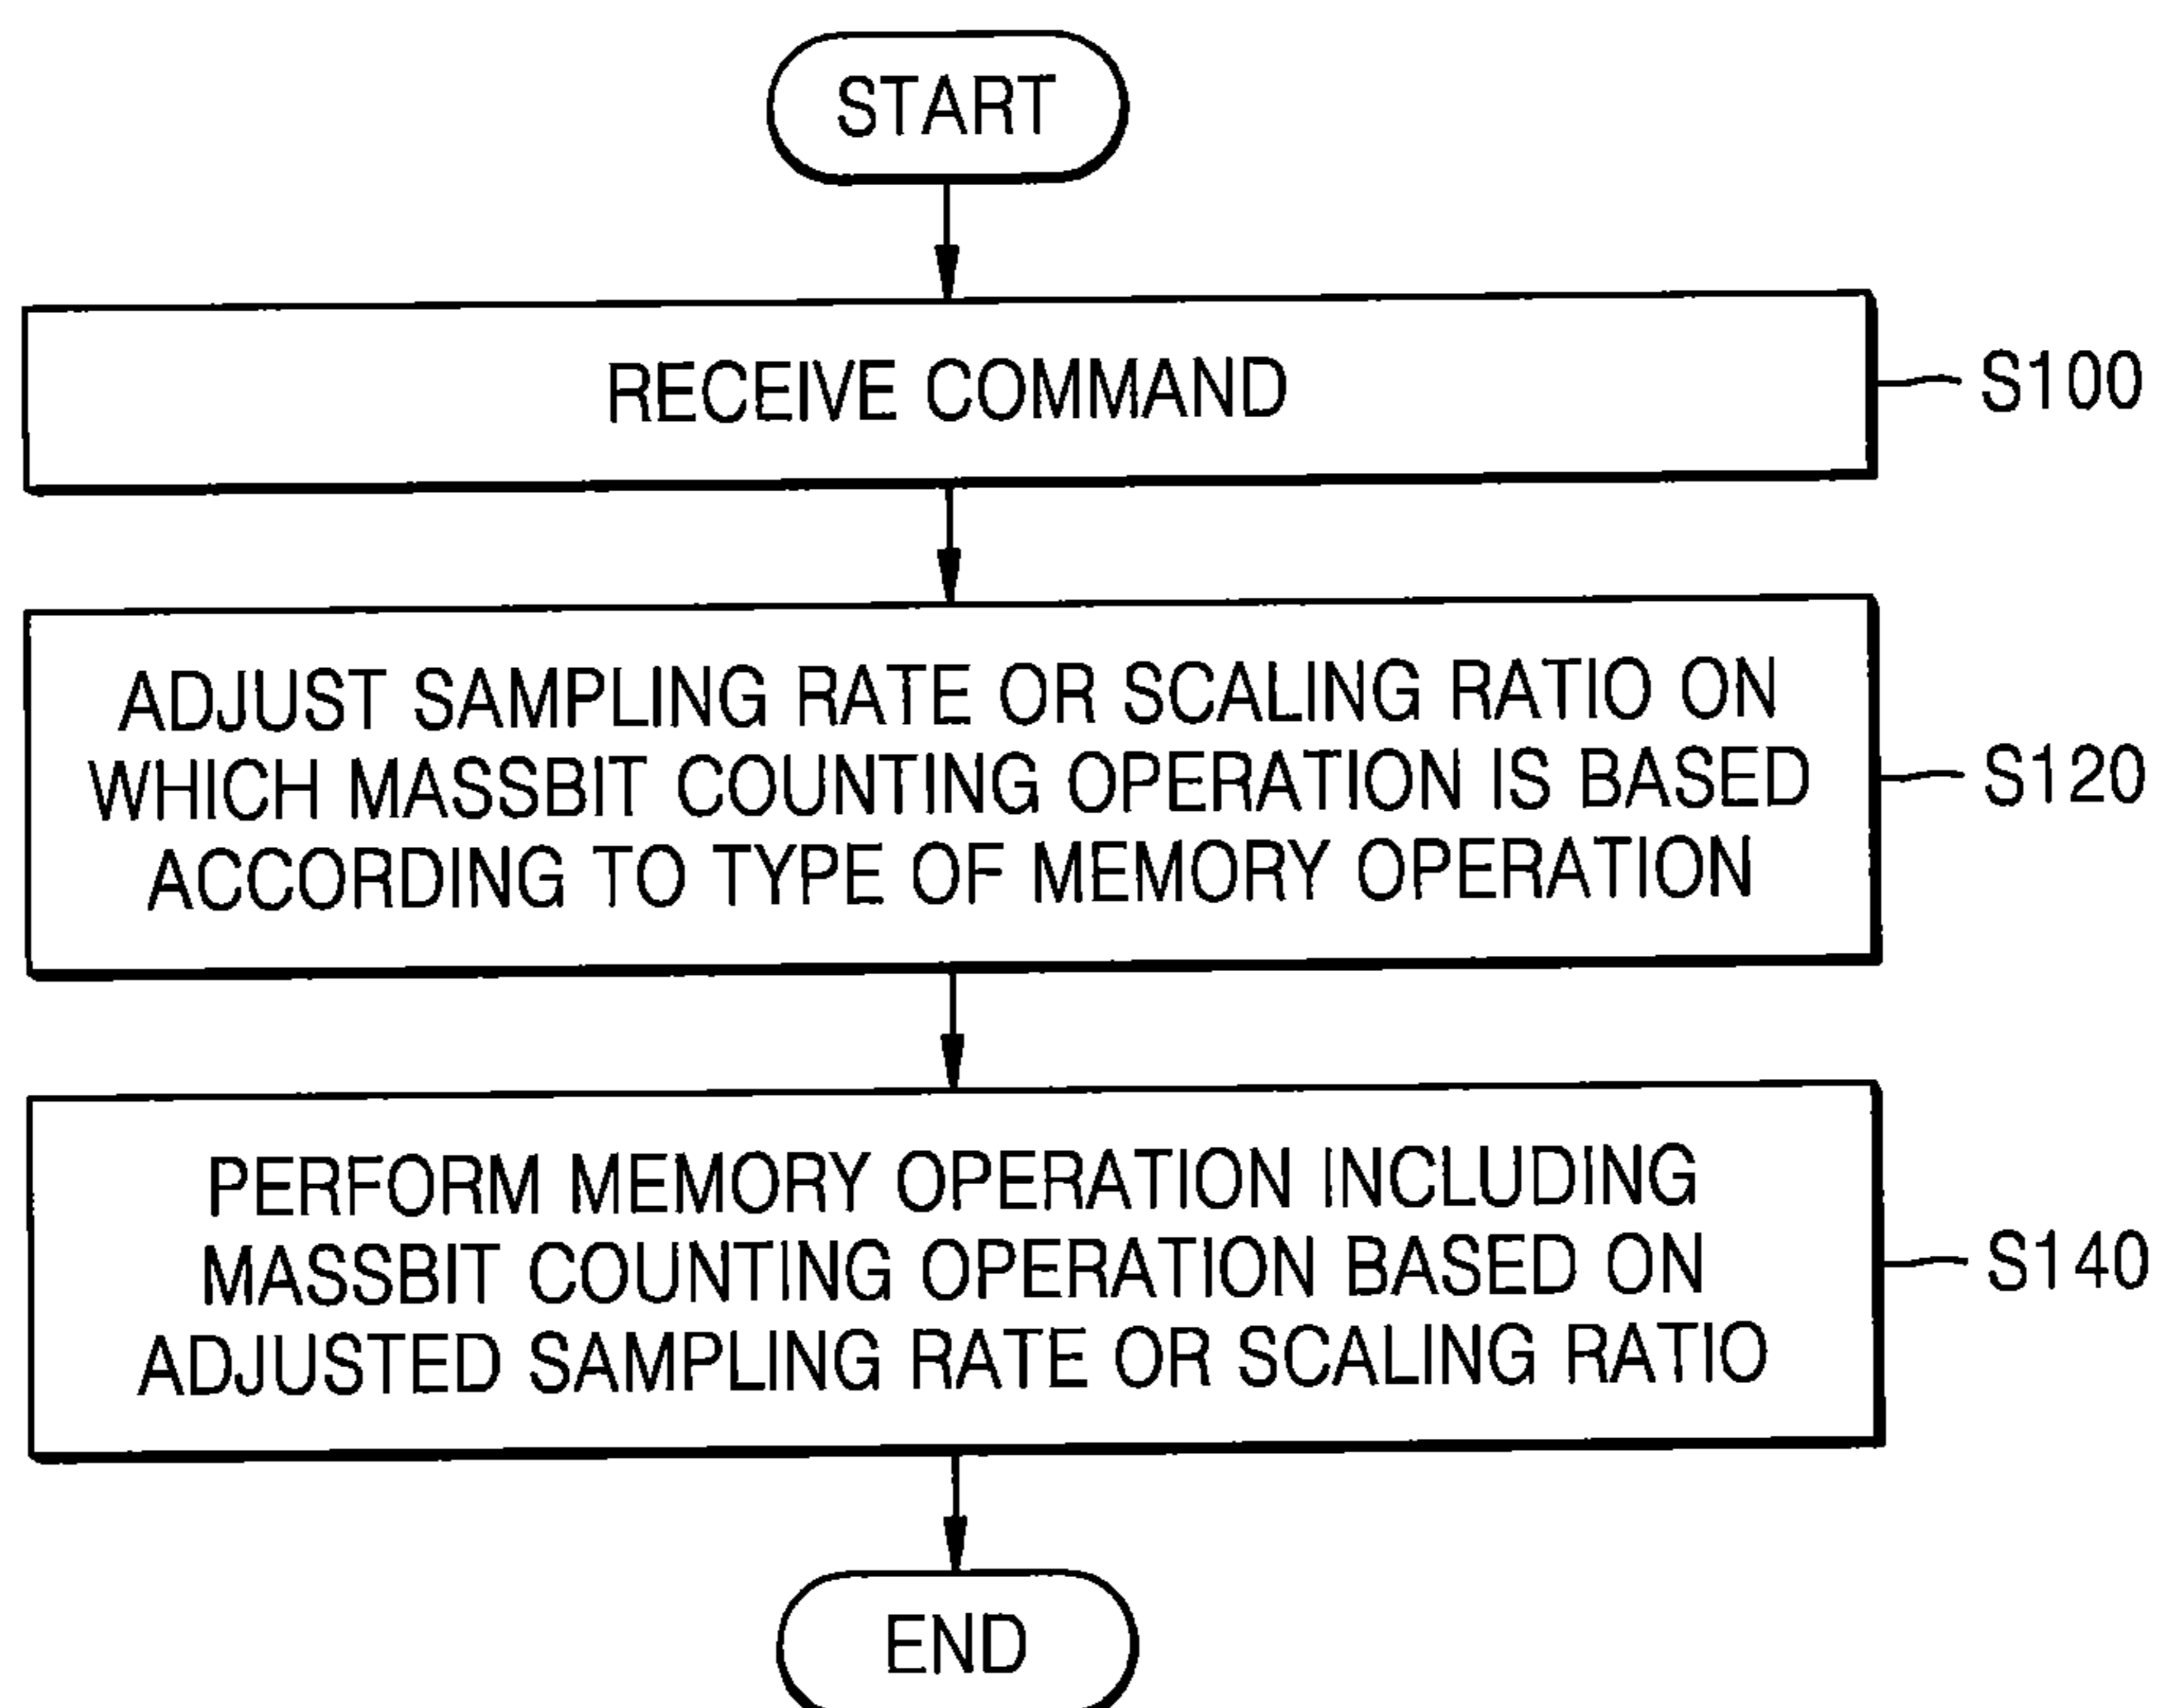 START
RECEIVE COMMAND
S100
ADJUST SAMPLING RATE OR SCALING RATIO ON
WHICH MASSBIT COUNTING OPERATION IS BASED
ACCORDING TO TYPE OF MEMORY OPERATION
S120
PERFORM MEMORY OPERATION INCLUDING
MASSBIT COUNTING OPERATION BASED ON
ADJUSTED SAMPLING RATE OR SCALING RATIO
S140
END